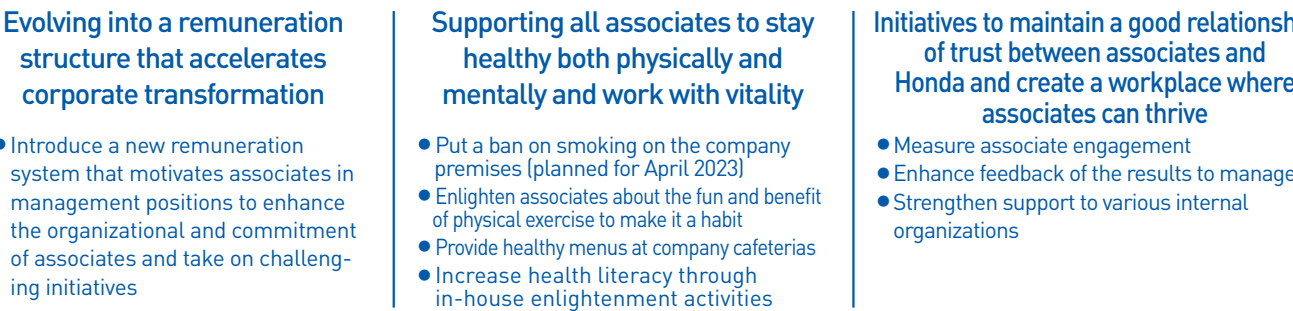 Evolving into a remuneration
structure that accelerates
corporate transformation
● Introduce a new remuneration
system that motivates associates in
management positions to enhance
the organizational and commitment
of associates and take on challeng-
ing initiatives
Supporting all associates to stay
healthy both physically and
mentally and work with vitality
● Put a ban on smoking on the company
premises (planned for April 2023)
● Enlighten associates about the fun and benefit
of physical exercise to make it a habit
● Provide healthy menus at company cafeterias
● Increase health literacy through
in-house enlightenment activities
Initiatives to maintain a good relationsh
of trust between associates and
Honda and create a workplace where
associates can thrive
● Measure associate engagement
● Enhance feedback of the results to manage
● Strengthen support to various internal
organizations